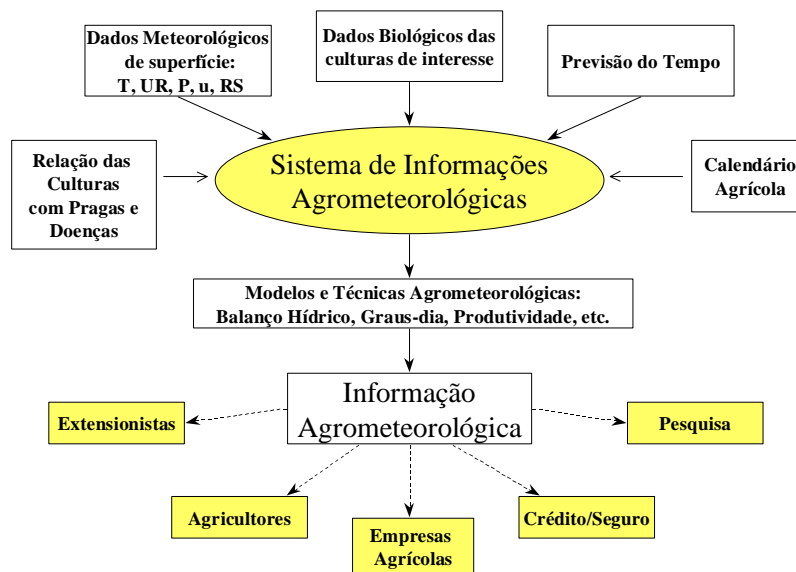 Dados Meteorológicos
de superfície:
T, UR, P, u, RS
Dados Biológicos das
culturas de interesse
Previsão do Tempo
Relação das
Culturas
com Pragas e
Doenças
Sistema de Informações
Agrometeorológicas
Calendário
Agrícola
Modelos e Técnicas Agrometeorológicas:
Balanço Hídrico, Graus-dia, Produtividade, etc.
Informação
Agrometeorológica
Extensionistas
Pesquisa
Agricultores
Empresas
Agrícolas
Crédito/Seguro